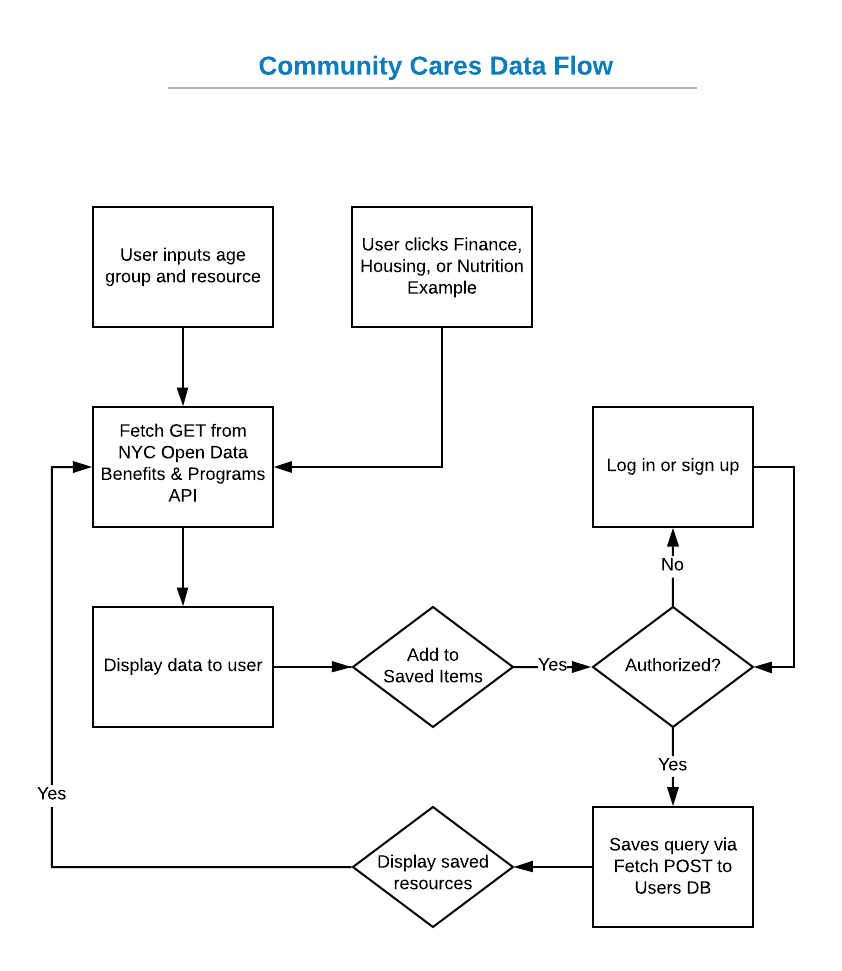 Community Cares Data Flow
User inputs age
group and resource
User clicks Finance,
Housing, or Nutrition
Example
Fetch GET from
NYC Open Data
Benefits & Programs
API
Log in or sign up
No
Display data to user
Add to
Saved Items
Yes
Authorized?
Yes
Yes
Display saved
resources
Saves query via
Fetch POST to
Users DB